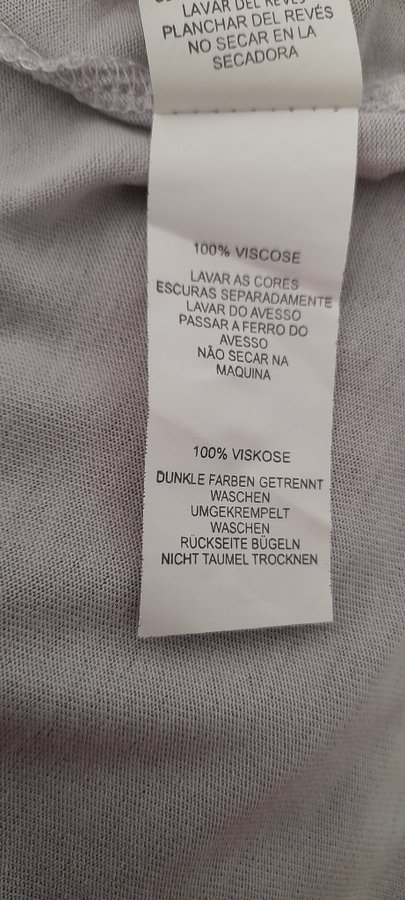 LAVAR DEL REVÉS
PLANCHAR DEL REVÉS
NO SECAR EN LA
SECADORA
100% VISCOSE
LAVAR AS CORES
ESCURAS SEPARADAMENTE
LAVAR DO AVESSO
PASSAR A FERRO DO
AVESSO
NÃO SECAR NA
MAQUINA
100% VISKOSE
DUNKLE FARBEN GETRENNT
WASCHEN
UMGEKREMPELT
WASCHEN
RÜCKSEITE BÜGELN
NICHT TAUMEL TROCKNEN